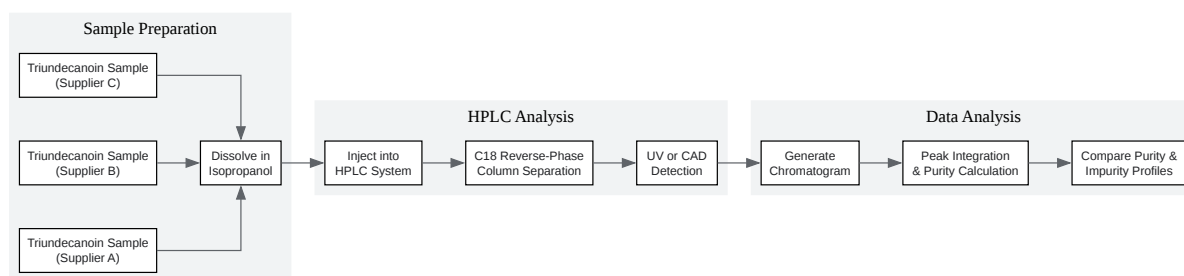 Sample Preparation
Triundecanoin Sample
(Supplier C)
Triundecanoin Sample
(Supplier B)
Triundecanoin Sample
(Supplier A)
Dissolve in
Isopropanol
HPLC Analysis
Inject into
HPLC System
C18 Reverse-Phase
Column Separation
UV or CAD
Detection
Data Analysis
Generate
Chromatogram
Peak Integration
& Purity Calculation
Compare Purity &
Impurity Profiles